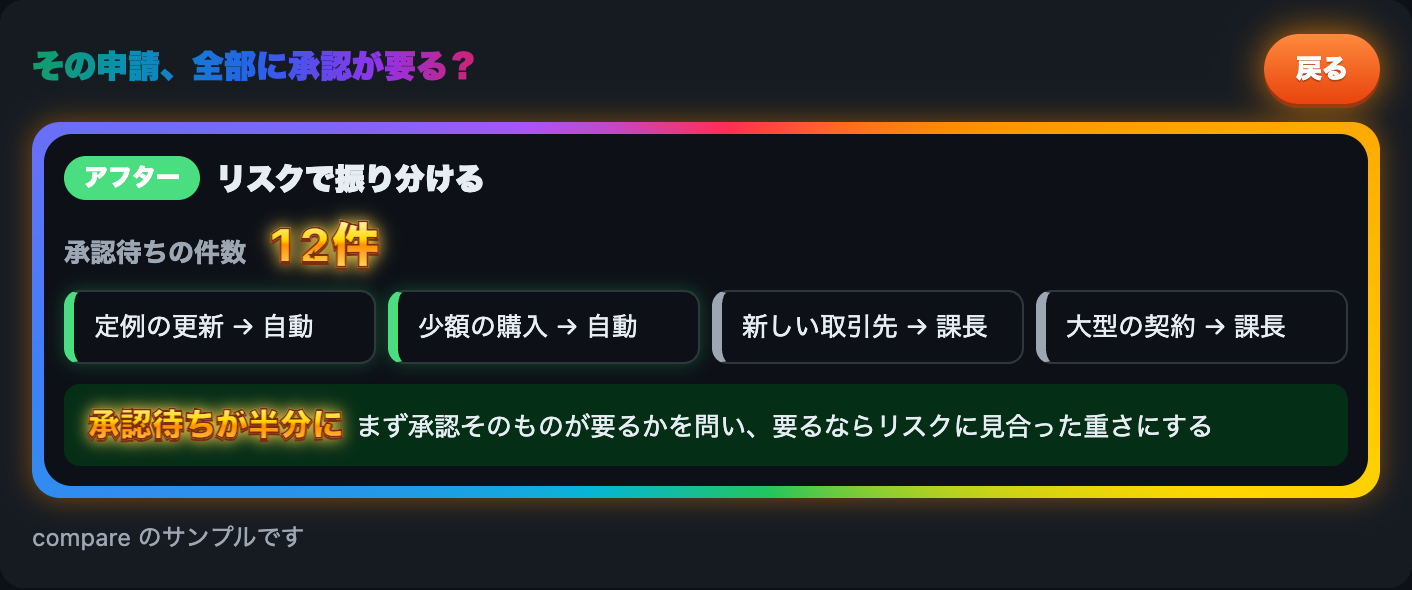 その申請、全部に承認が要る？
戻る
アフター リスクで振り分ける
承認待ちの件数 12件
定例の更新 → 自動
少額の購入 → 自動
新しい取引先 → 課長
大型の契約 → 課長
承認待ちが半分に まず承認そのものが要るかを問い、要るならリスクに見合った重さにする
compare のサンプルです